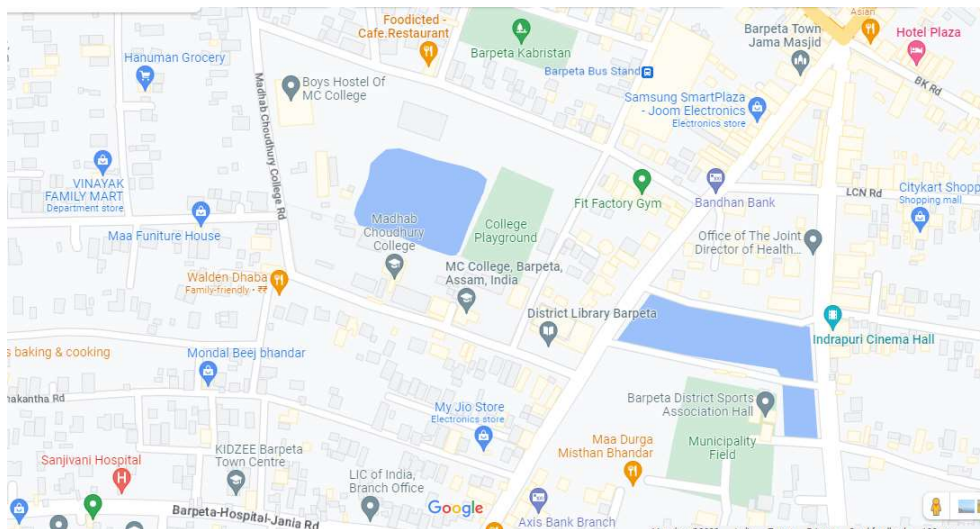 Foodicted -
Cafe.Restaurant
Barpeta Kabristan
Barpeta Town
Jama Masjid
Asian
Hotel Plaza
Hanuman Grocery
Boys Hostel Of
MC College
Barpeta Bus Stand
BK Rd
Samsung SmartPlaza
- Joom Electronics
Electronics store
Madhab Choudhury College Rd
VINAYAK
FAMILY MART
Department store
Fit Factory Gym
Bandhan Bank
LCN Rd
Citykart Shopp
Shopping mall
Maa Funiture House
Madhab
Choudhury
College
College
Playground
Office of The Joint
Director of Health...
Walden Dhaba
Family-friendly • ₹₹
MC College, Barpeta,
Assam, India
District Library Barpeta
Indrapuri Cinema Hall
s baking & cooking
Mondal Beej bhandar
nakantha Rd
Barpeta District Sports
Association Hall
My Jio Store
Electronics store
Maa Durga
Misthan Bhandar
Municipality
Field
Sanjivani Hospital
KIDZEE Barpeta
Town Centre
LIC of India,
Branch Office
Google
Barpeta-Hospital-Jania Rd
Axis Bank Branch